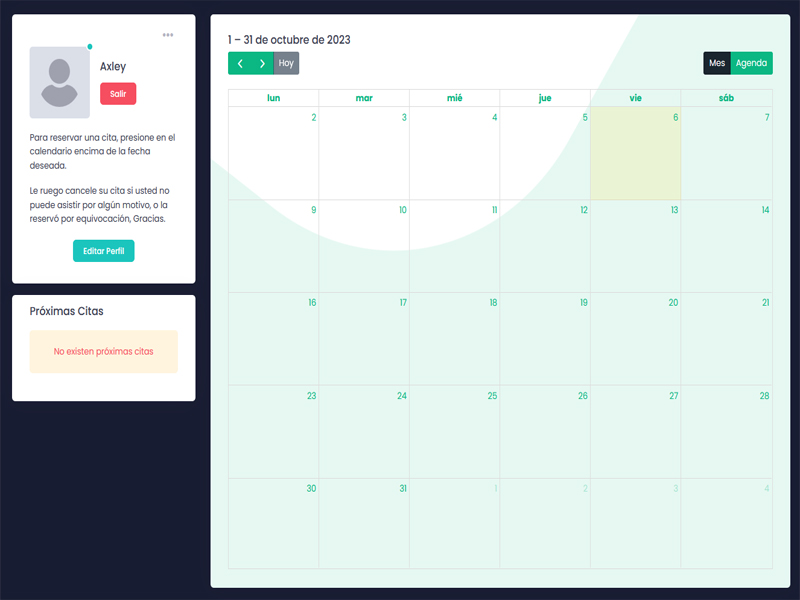 Axley
Salir
Para reservar una cita, presione en el
calendario encima de la fecha
deseada.
Le ruego cancele su cita si usted no
puede asistir por algún motivo, o la
reservó por equivocación, Gracias.
Editar Perfil
Próximas Citas
No existen próximas citas
1 – 31 de octubre de 2023
Hoy
Mes Agenda
lun mar mié jue vie sáb
2 3 4 5 6 7
9 10 11 12 13 14
16 17 18 19 20 21
23 24 25 26 27 28
30 31 1 2 3 4